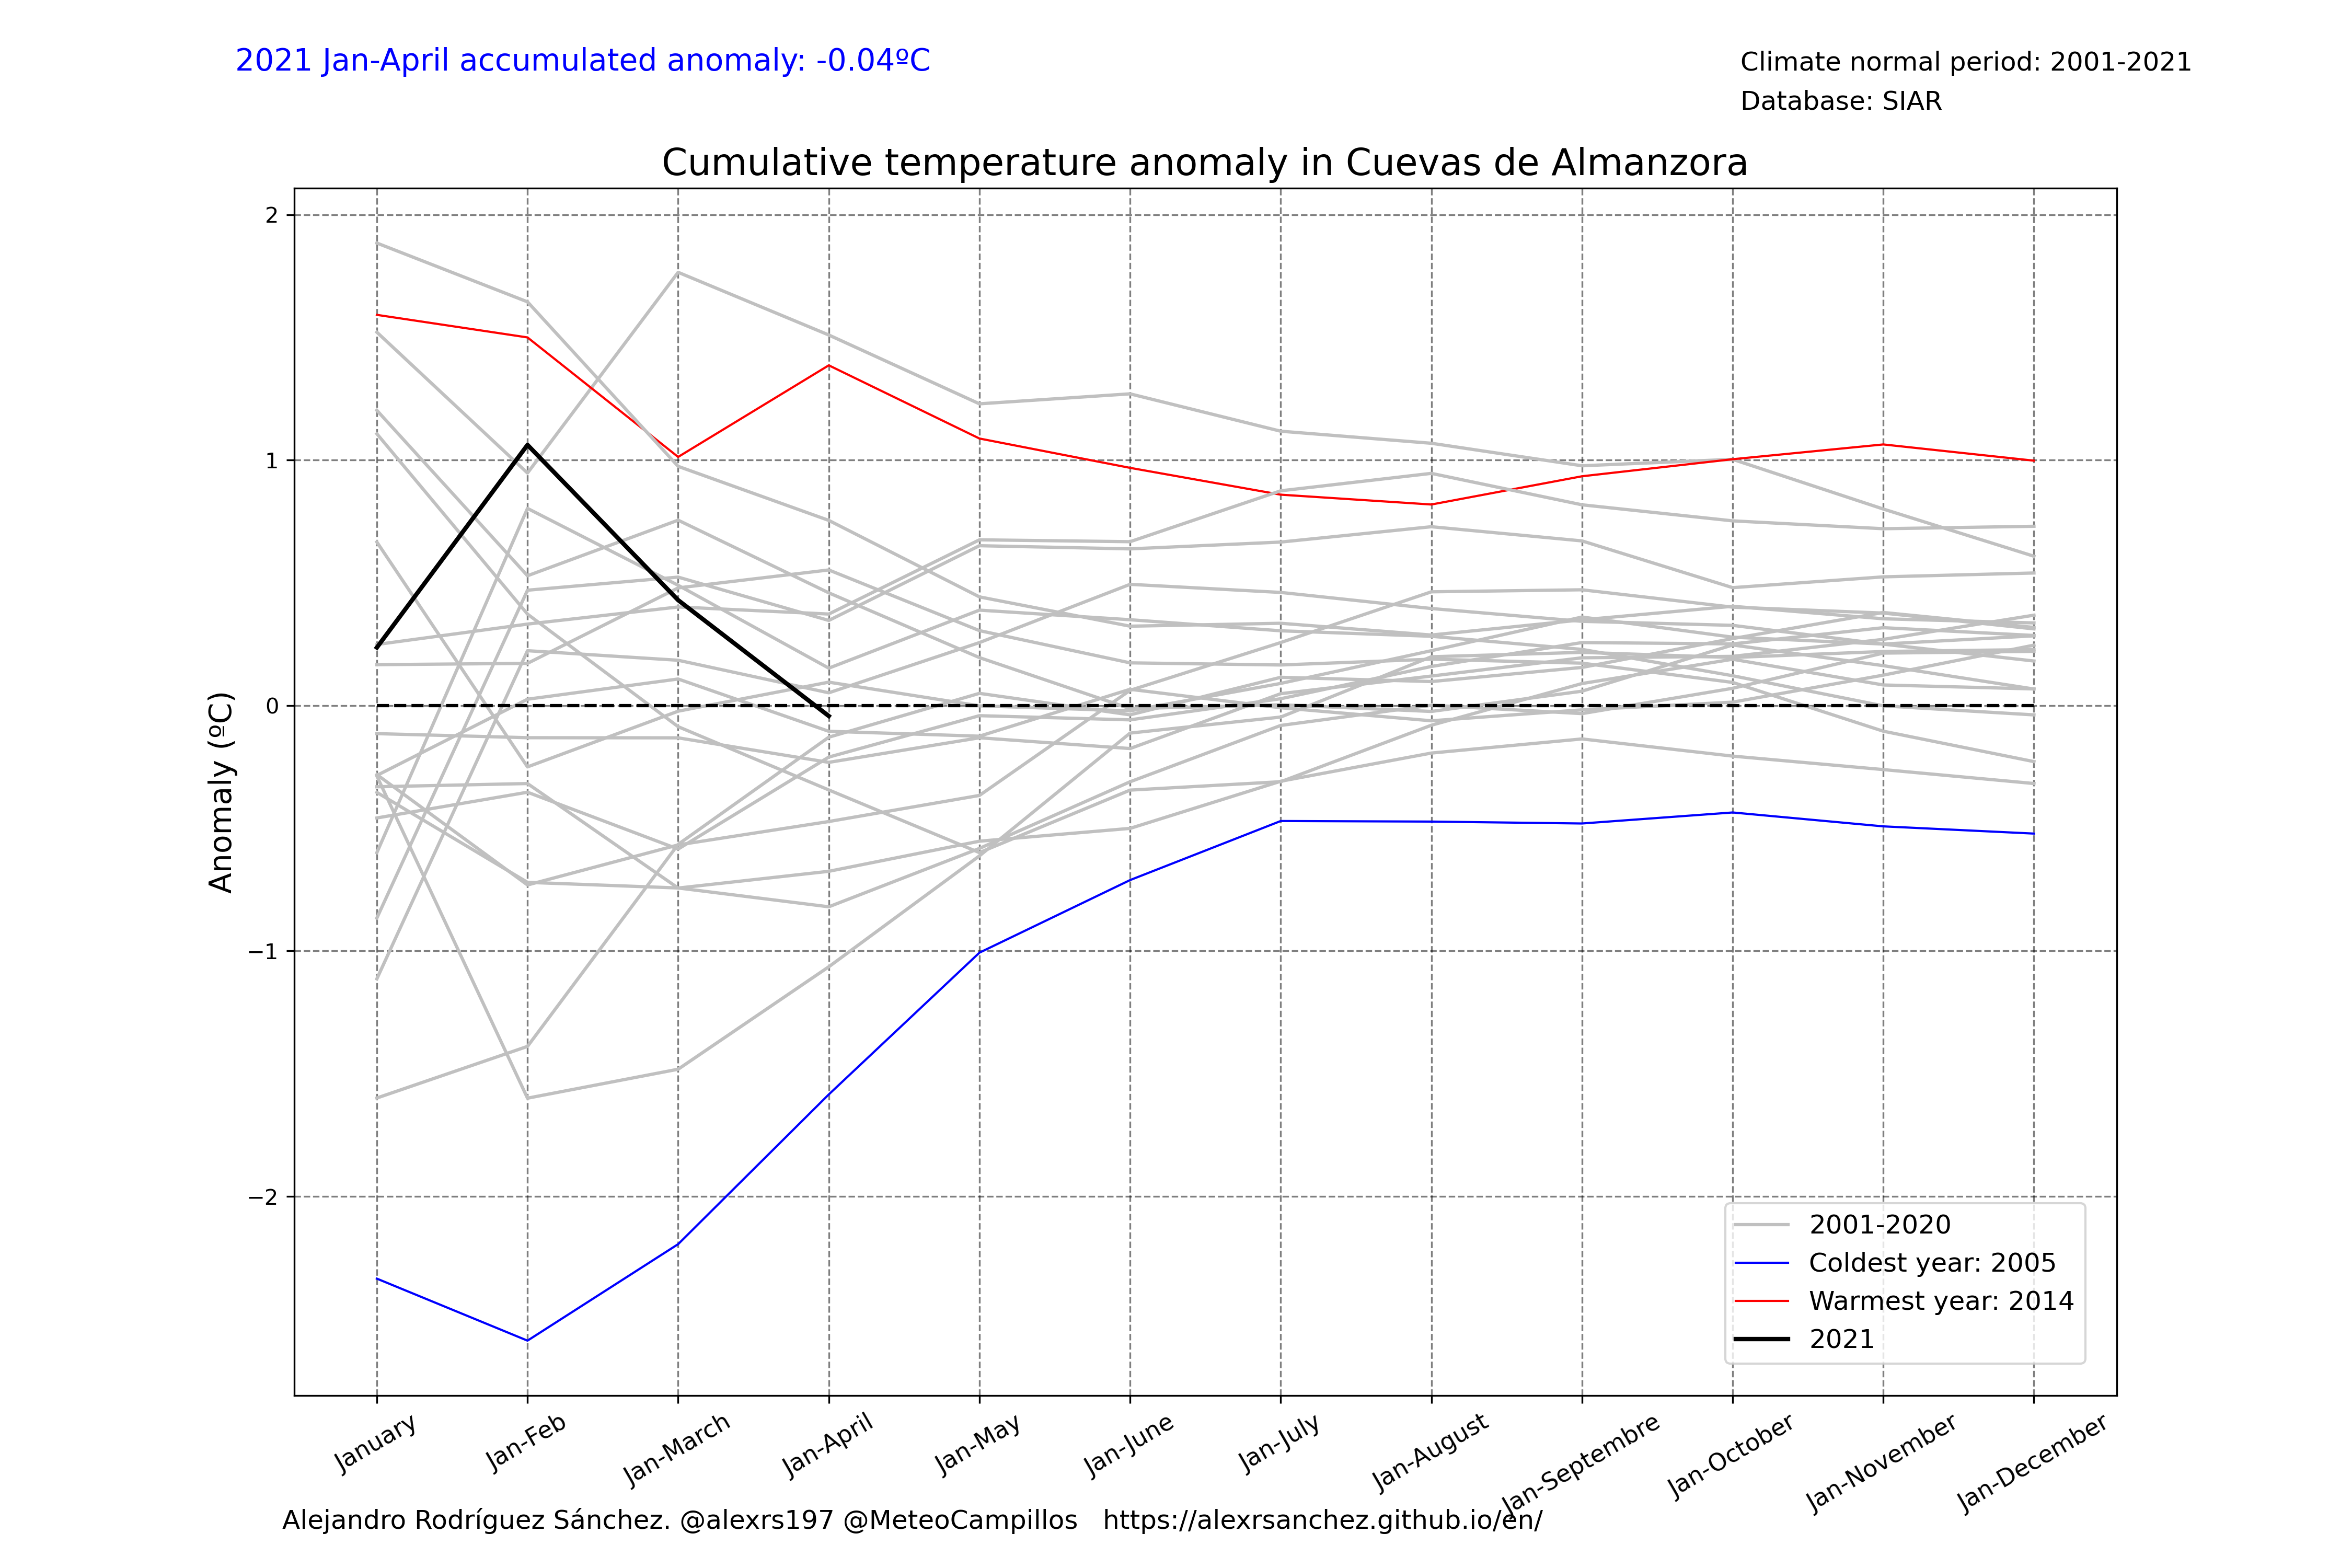 2021 Jan-April accumulated anomaly: -0.04ºC
Climate normal period: 2001-2021
Database: SIAR
Cumulative temperature anomaly in Cuevas de Almanzora
2
1
0
−1
−2
Anomaly (ºC)
2001-2020
Coldest year: 2005
Warmest year: 2014
2021
January
Jan-Feb
Jan-March
Jan-April
Jan-May
Jan-June
Jan-July
Jan-August
Jan-Septembre
Jan-October
Jan-November
Jan-December
Alejandro Rodríguez Sánchez. @alexrs197 @MeteoCampillos https://alexrsanchez.github.io/en/